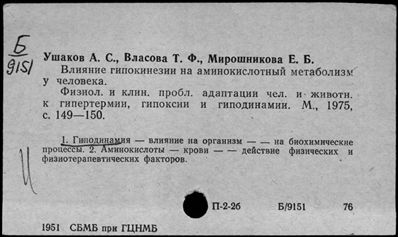 Б
9151
Ушаков А. С., Власова Т. Ф., Мирошникова Е. Б.
Влияние гипокинезии на аминокислотный метаболизм
у человека.
Физиол. и клин. пробл. адаптации чел. и животн.
к гипертермии, гипоксии и гиподинамии. М., 1975,
с. 149—150.
1. Гиподинамия — влияние на организм — — на биохимические
процессы. 2. Аминокислоты — крови — — действие физических и
физиотерапевтических факторов.
П-2-2б Б/9151 76
1951 СБМБ при ГЦНМБ